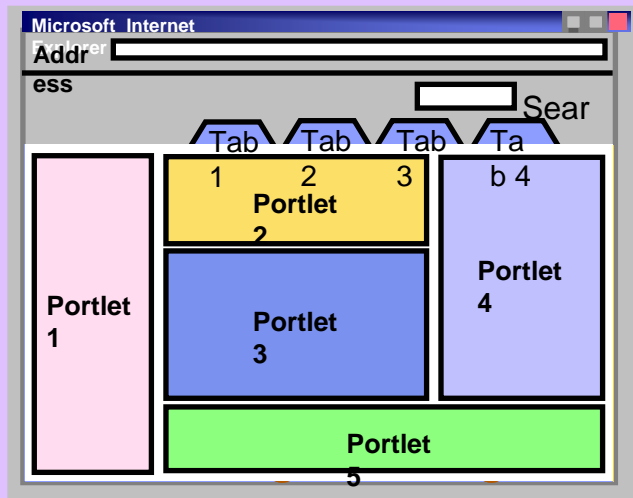 Microsoft Internet
Explorer
Addr
ess
Sear
Tab
1
Tab
2
Tab
3
Ta
b 4
Portlet
1
Portlet
2
Portlet
3
Portlet
4
Portlet
5